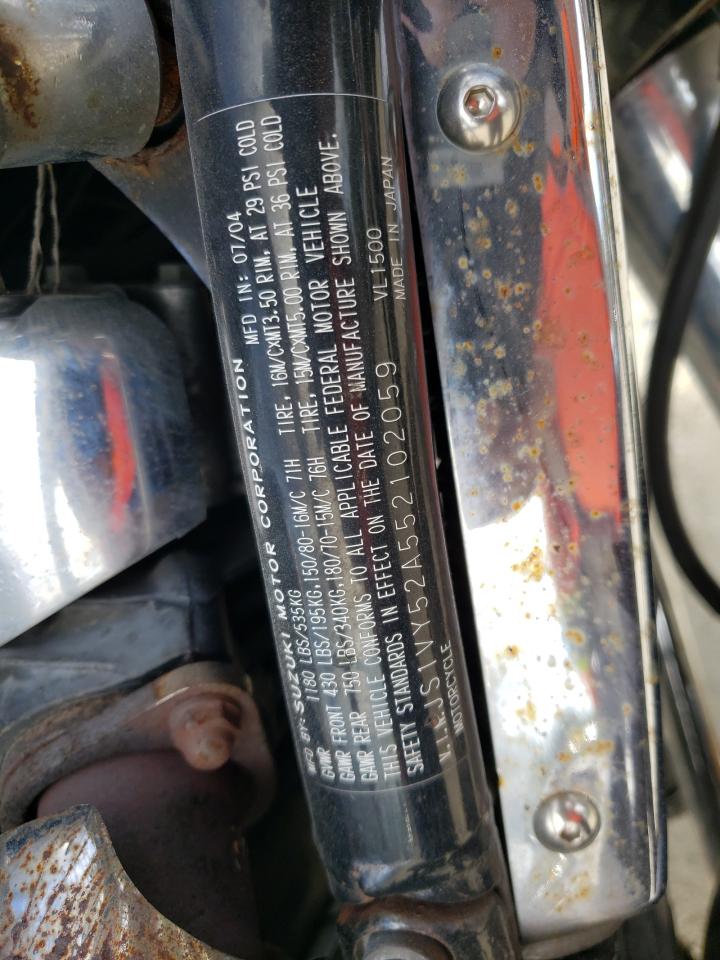 MFD BY: SUZUKI MOTOR CORPORATION MFD IN: 07/04
GVWR 1180 LBS/535KG
GAWR FRONT 430 LBS/195KG, 150/80-16M/C 71H TIRE, 16M/CXMT3.50 RIM, AT 29 PSI COLD
GAWR REAR 750 LBS/340KG, 180/70-15M/C 76H TIRE, 15M/CXMT5.00 RIM, AT 36 PSI COLD
THIS VEHICLE CONFORMS TO ALL APPLICABLE FEDERAL MOTOR VEHICLE
SAFETY STANDARDS IN EFFECT ON THE DATE OF MANUFACTURE SHOWN ABOVE.
V.I.N. JS1VY52A552102059 VL1500
MOTORCYCLE MADE IN JAPAN